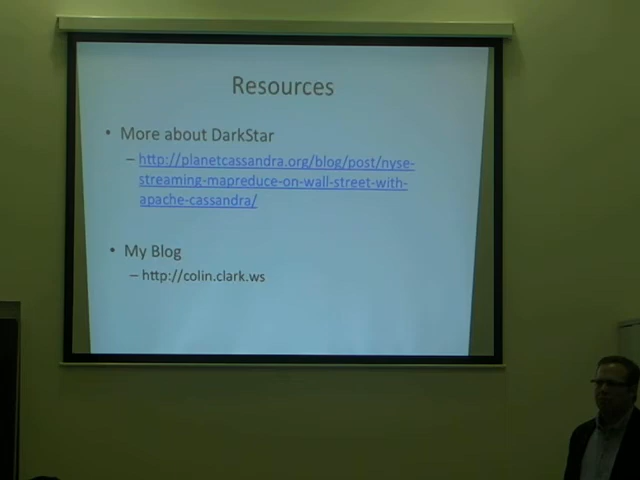 Resources
• More about DarkStar
– http://planetcassandra.org/blog/post/nyse-
streaming-mapreduce-on-wall-street-with-
apache-cassandra/
• My Blog
– http://colin.clark.ws